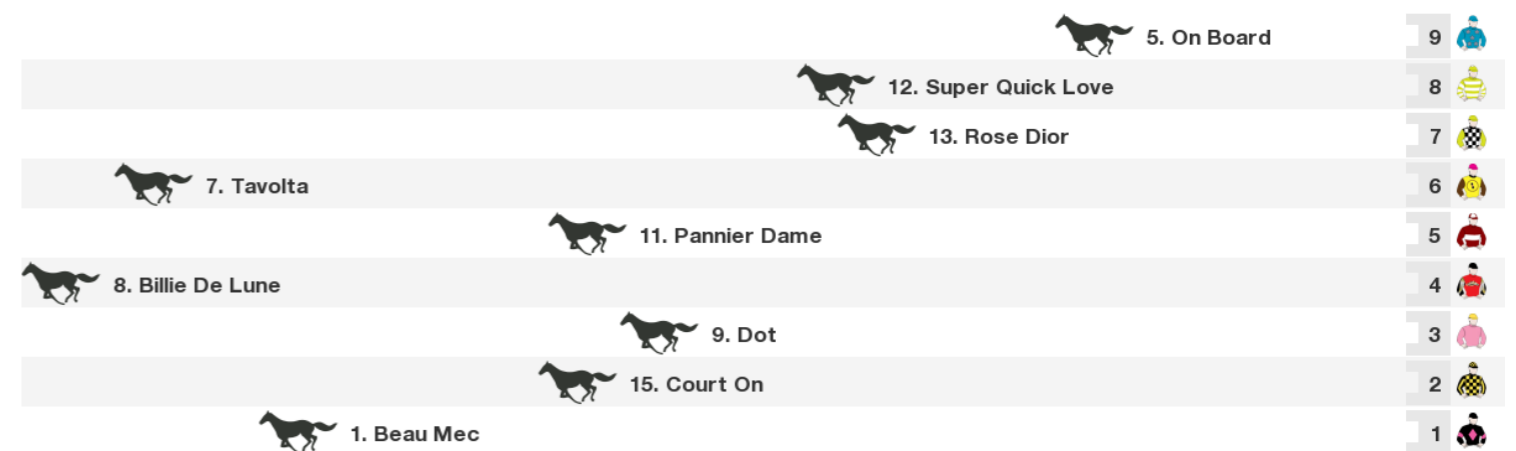 5. On Board 9
12. Super Quick Love 8
13. Rose Dior 7
7. Tavolta 6
11. Pannier Dame 5
8. Billie De Lune 4
9. Dot 3
15. Court On 2
1. Beau Mec 1